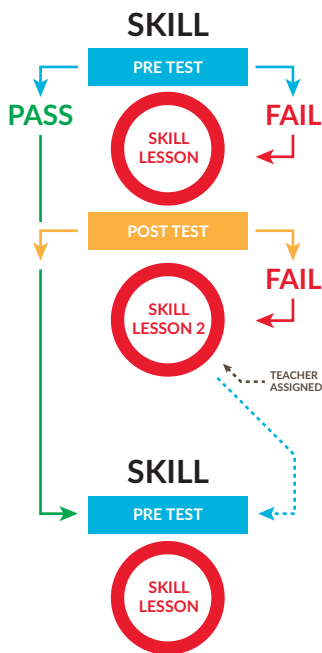 SKILL
PRE TEST
PASS
FAIL
SKILL
LESSON
POST TEST
FAIL
SKILL
LESSON 2
TEACHER
ASSIGNED
SKILL
PRE TEST
SKILL
LESSON